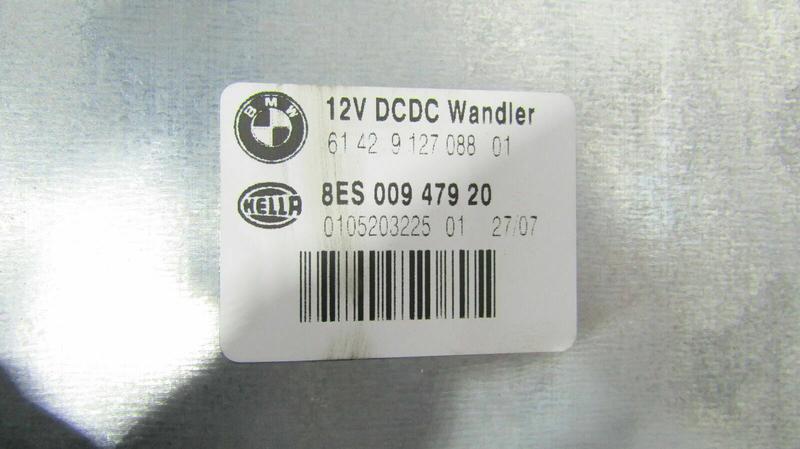 BMW
12V DCDC Wandler
61 42 9 127 088 01
HELLA
8ES 009 479 20
0105203225 01 27/07